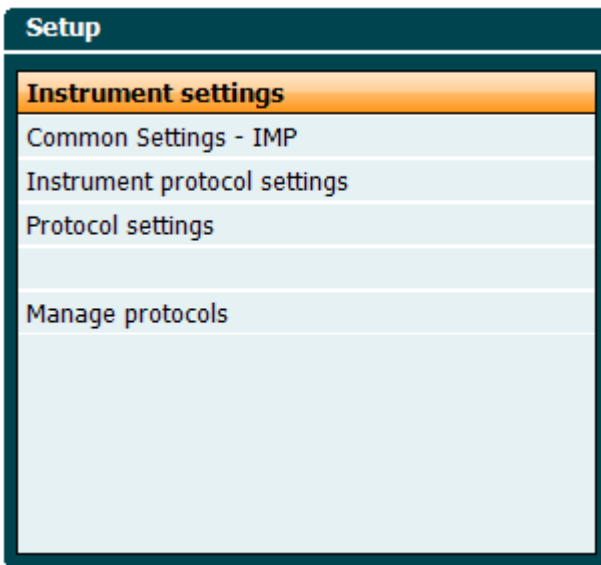 Setup
Instrument settings
Common Settings - IMP
Instrument protocol settings
Protocol settings
Manage protocols